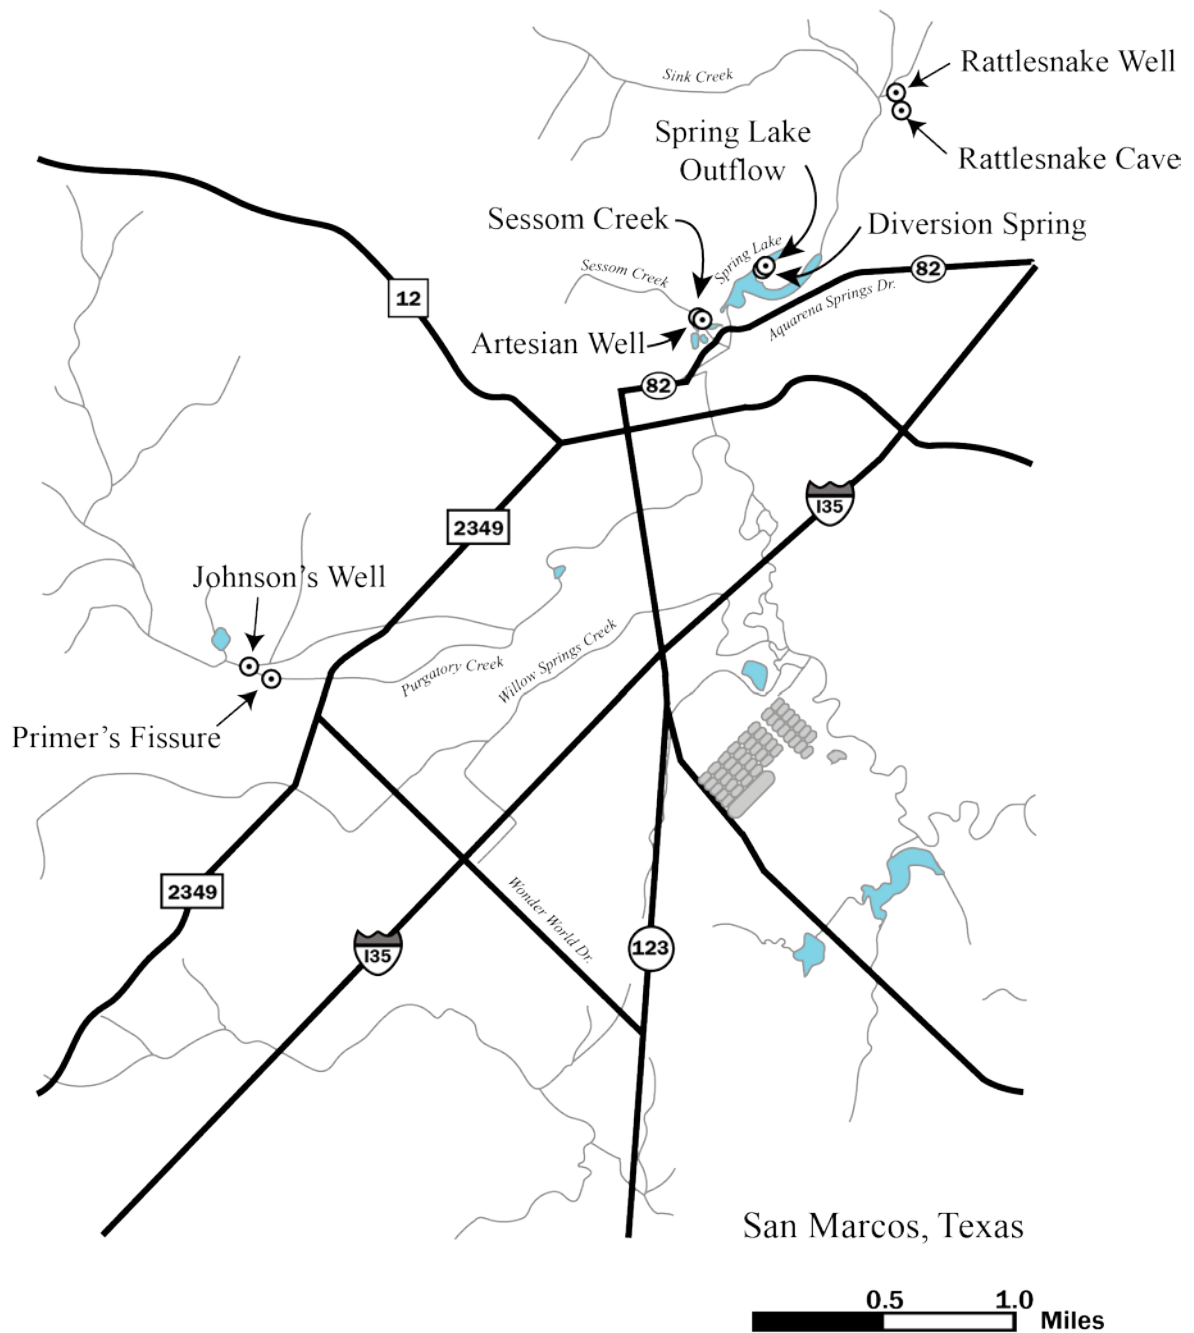 Sink Creek
Rattlesnake Well
Spring Lake
Outflow
Rattlesnake Cave
Sessom Creek
Diversion Spring
Spring Lake
Sessom Creek
82
12
Aquarena Springs Dr.
Artesian Well
82
I35
2349
Johnson's Well
Willow Springs Creek
Purgatory Creek
Primer's Fissure
2349
Wonder World Dr.
I35
123
San Marcos, Texas
0.5
1.0
Miles